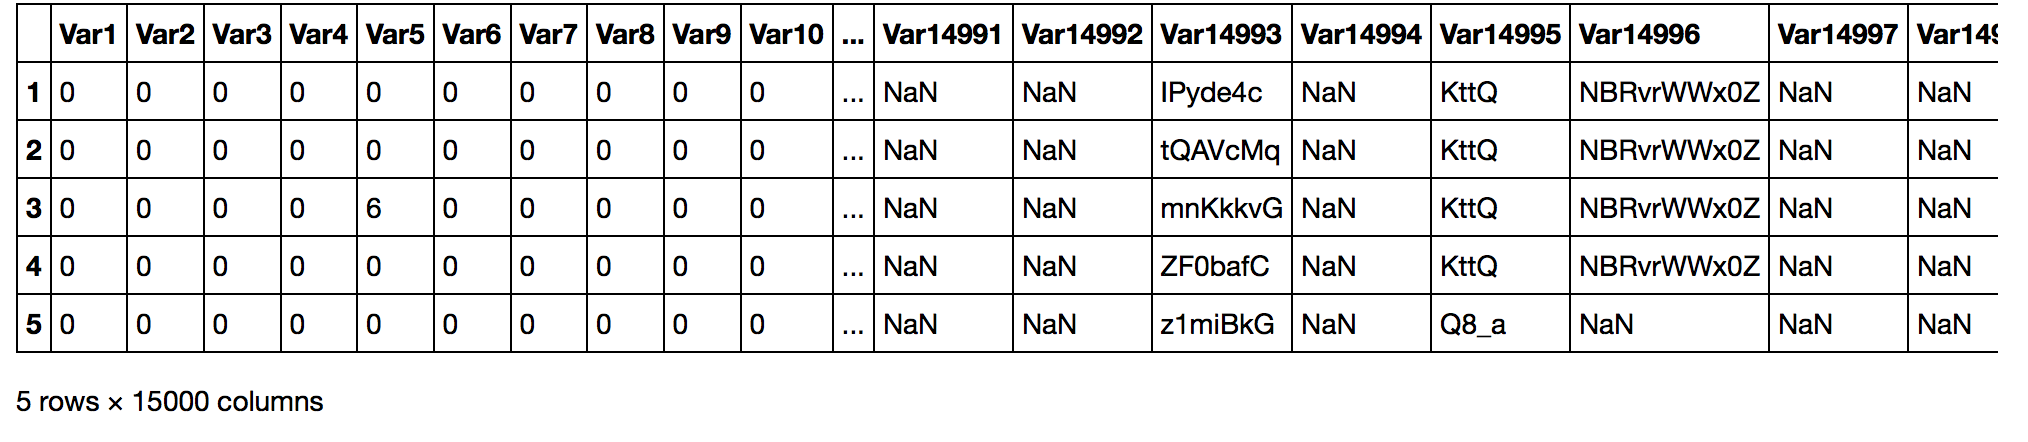 Var1 Var2 Var3 Var4 Var5 Var6 Var7 Var8 Var9 Var10 ... Var14991 Var14992 Var14993 Var14994 Var14995 Var14996 Var14997 Var149
1 0 0 0 0 0 0 0 0 0 0 ... NaN NaN IPyde4c NaN KttQ NBRvrWWx0Z NaN NaN
2 0 0 0 0 0 0 0 0 0 0 ... NaN NaN tQAVcMq NaN KttQ NBRvrWWx0Z NaN NaN
3 0 0 0 0 6 0 0 0 0 0 ... NaN NaN mnKkkvG NaN KttQ NBRvrWWx0Z NaN NaN
4 0 0 0 0 0 0 0 0 0 0 ... NaN NaN ZF0bafC NaN KttQ NBRvrWWx0Z NaN NaN
5 0 0 0 0 0 0 0 0 0 0 ... NaN NaN z1miBkG NaN Q8_a NaN NaN NaN
5 rows × 15000 columns